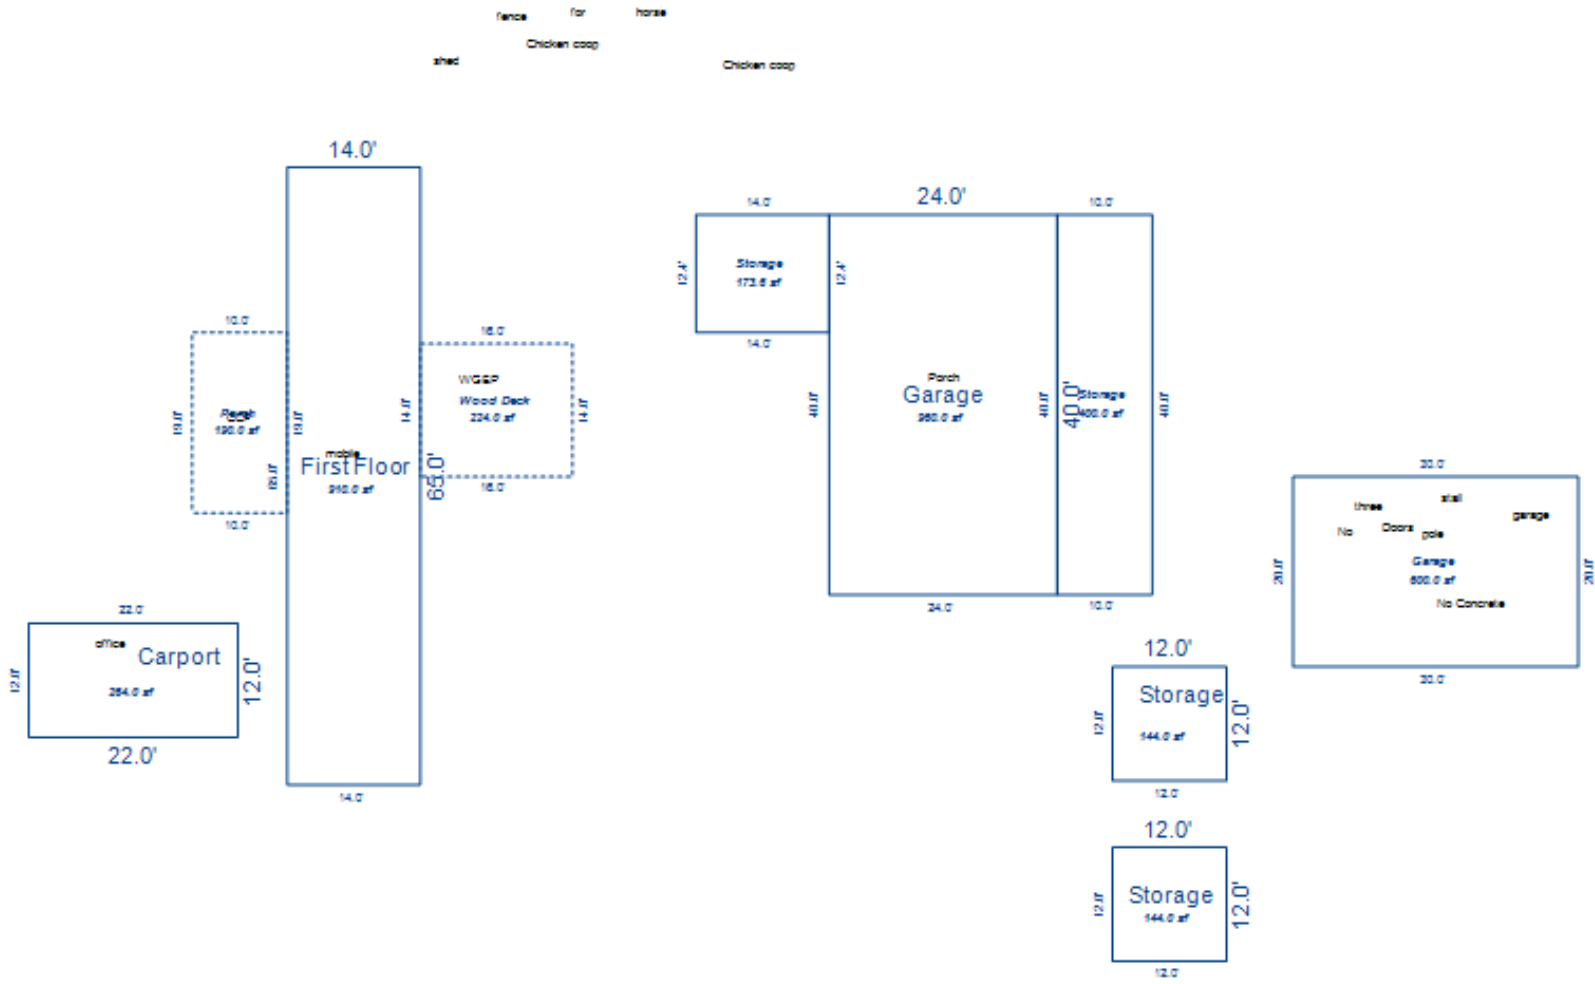 fence for horse
Chicken coop
shed
Chicken coop
14.0'
14.0'
24.0'
10.0'
12.4'
Storage
173.6 sf
12.4'
14.0'
10.0'
16.0'
WGEP
Wood Deck
224.0 sf
14.0'
14.0'
16.0'
19.0'
190.0 sf
19.0'
10.0'
65.0'
mobile
First Floor
910.0 sf
65.0'
14.0'
Porch
Garage
960.0 sf
40.0'
40.0'
40.0'
Storage
400.0 sf
40.0'
24.0'
10.0'
22.0'
office
Carport
264.0 sf
12.0'
12.0'
22.0'
30.0'
three stall garage
No Doors pole
Garage
600.0 sf
No Concrete
20.0'
20.0'
30.0'
12.0'
Storage
144.0 sf
12.0'
12.0'
12.0'
12.0'
Storage
144.0 sf
12.0'
12.0'
12.0'